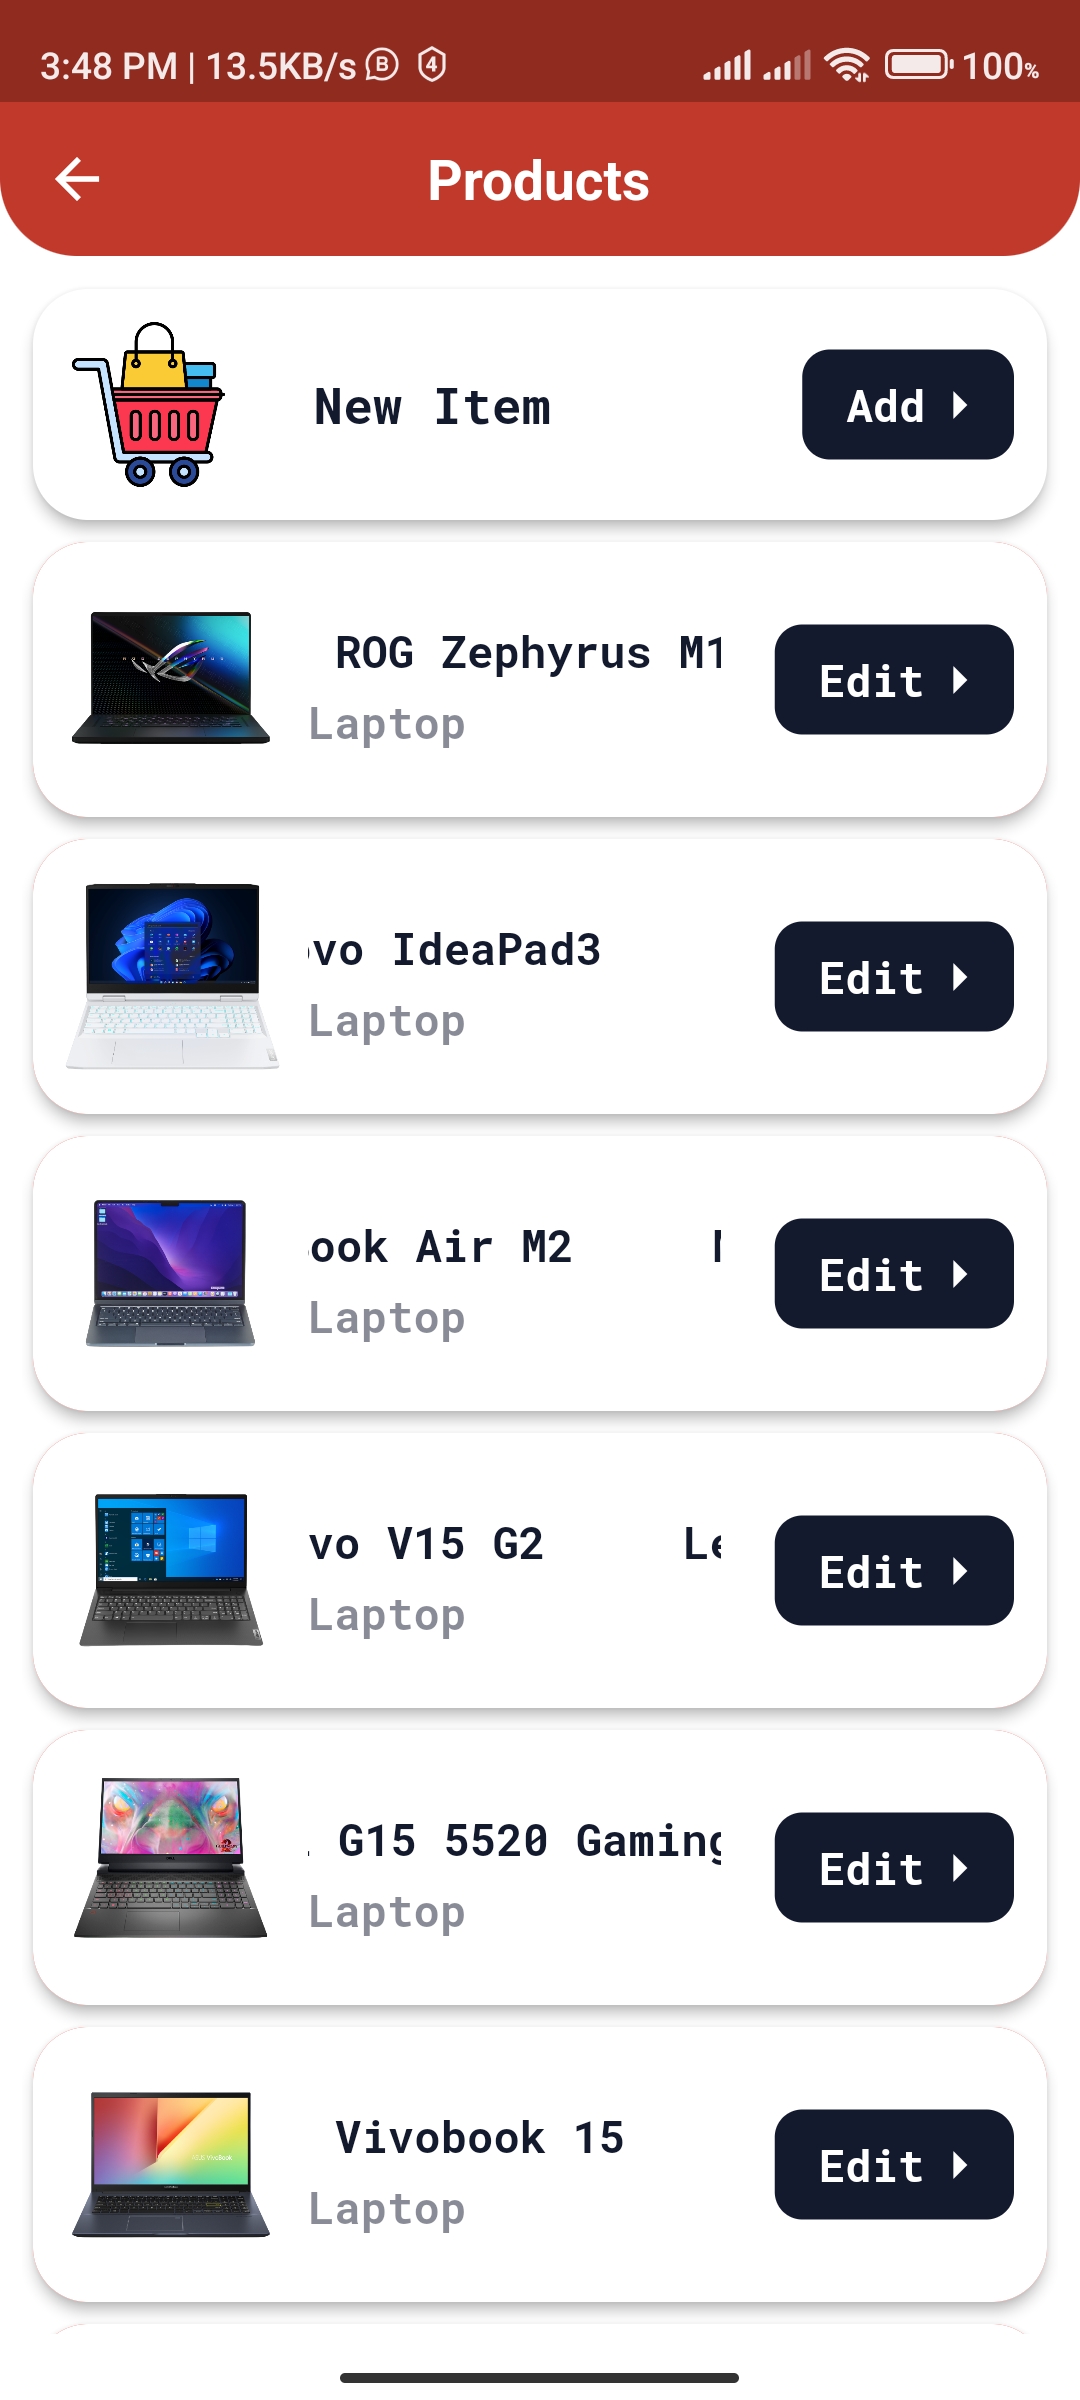 3:48 PM | 13.5KB/s B 4 100%
Products
New Item
Add
ROG Zephyrus M1
Laptop
Edit
vo IdeaPad3
Laptop
Edit
ook Air M2
Laptop
Edit
vo V15 G2 Le
Laptop
Edit
G15 5520 Gaming
Laptop
Edit
Vivobook 15
Laptop
Edit